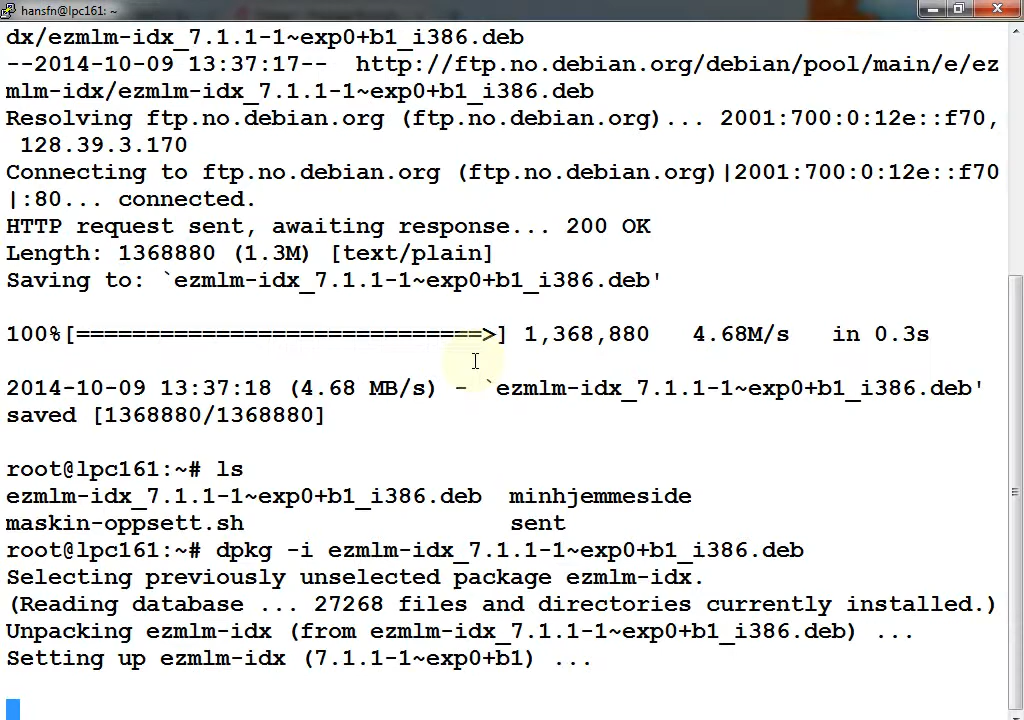 hansfn@lpc161: ~
dx/ezmlm-idx_7.1.1-1~exp0+b1_i386.deb
--2014-10-09 13:37:17--  http://ftp.no.debian.org/debian/pool/main/e/ez
mlm-idx/ezmlm-idx_7.1.1-1~exp0+b1_i386.deb
Resolving ftp.no.debian.org (ftp.no.debian.org)... 2001:700:0:12e::f70,
 128.39.3.170
Connecting to ftp.no.debian.org (ftp.no.debian.org)|2001:700:0:12e::f70
|:80... connected.
HTTP request sent, awaiting response... 200 OK
Length: 1368880 (1.3M) [text/plain]
Saving to: `ezmlm-idx_7.1.1-1~exp0+b1_i386.deb'
100%[=============================>] 1,368,880   4.68M/s   in 0.3s
2014-10-09 13:37:18 (4.68 MB/s) - `ezmlm-idx_7.1.1-1~exp0+b1_i386.deb'
saved [1368880/1368880]
root@lpc161:~# ls
ezmlm-idx_7.1.1-1~exp0+b1_i386.deb  minhjemmeside
maskin-oppsett.sh                   sent
root@lpc161:~# dpkg -i ezmlm-idx_7.1.1-1~exp0+b1_i386.deb
Selecting previously unselected package ezmlm-idx.
(Reading database ... 27268 files and directories currently installed.)
Unpacking ezmlm-idx (from ezmlm-idx_7.1.1-1~exp0+b1_i386.deb) ...
Setting up ezmlm-idx (7.1.1-1~exp0+b1) ...